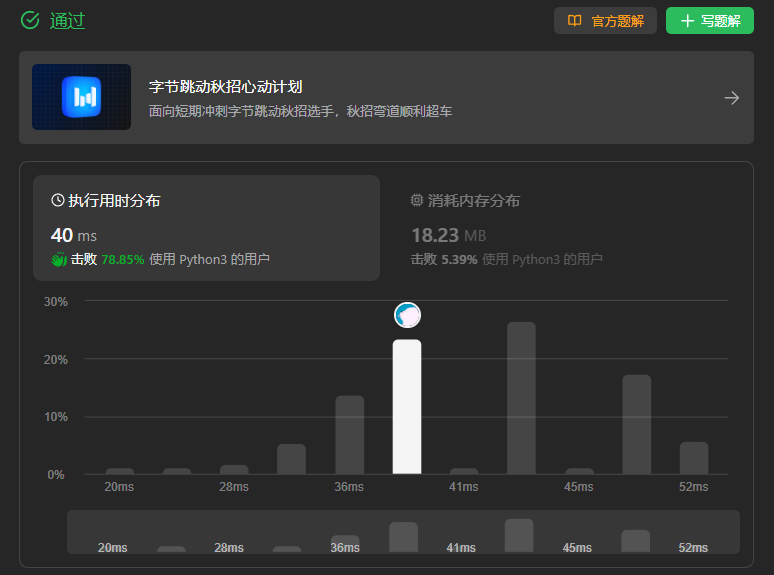 通过
官方题解
写题解
字节跳动秋招心动计划
面向短期冲刺字节跳动秋招选手，秋招弯道顺利超车
执行用时分布
40 ms
击败 78.85% 使用 Python3 的用户
消耗内存分布
18.23 MB
击败 5.39% 使用 Python3 的用户
30%
20%
10%
0%
20ms 28ms 36ms 41ms 45ms 52ms
20ms 28ms 36ms 41ms 45ms 52ms